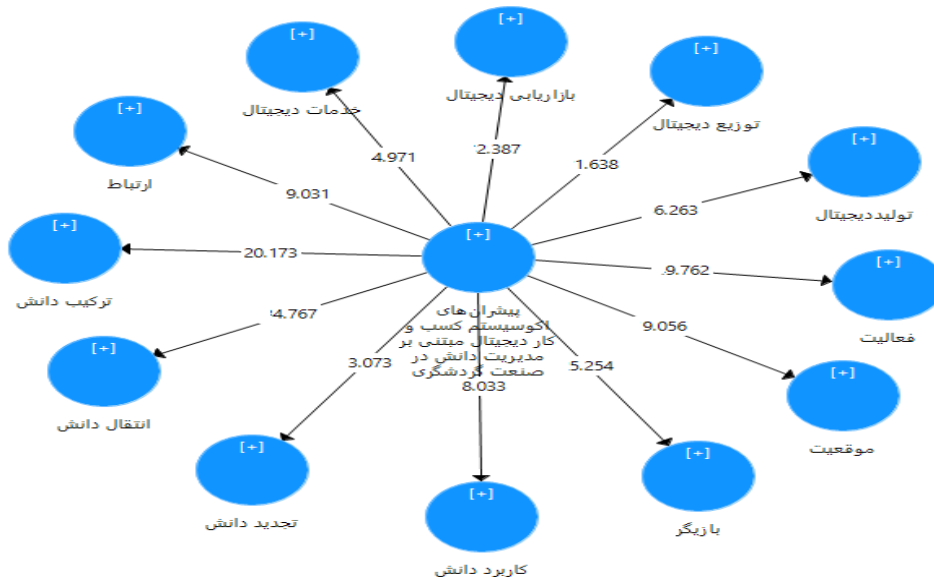 [+]
بازاریابی دیجیتال
[+]
خدمات دیجیتال
[+]
توزیع دیجیتال
[+]
ارتباط
[+]
تولیددیجیتال
4.971
2.387
1.638
9.031
6.263
[+]
ترکیب دانش
20.173
[+]
پیشران‌های
اکوسیستم کسب و
کار دیجیتال مبتنی بر
مدیریت دانش در
صنعت گردشگری
9.762
[+]
فعالیت
4.767
9.056
[+]
انتقال دانش
3.073
8.033
5.254
[+]
موقعیت
[+]
تجدید دانش
[+]
کاربرد دانش
[+]
بازیگر